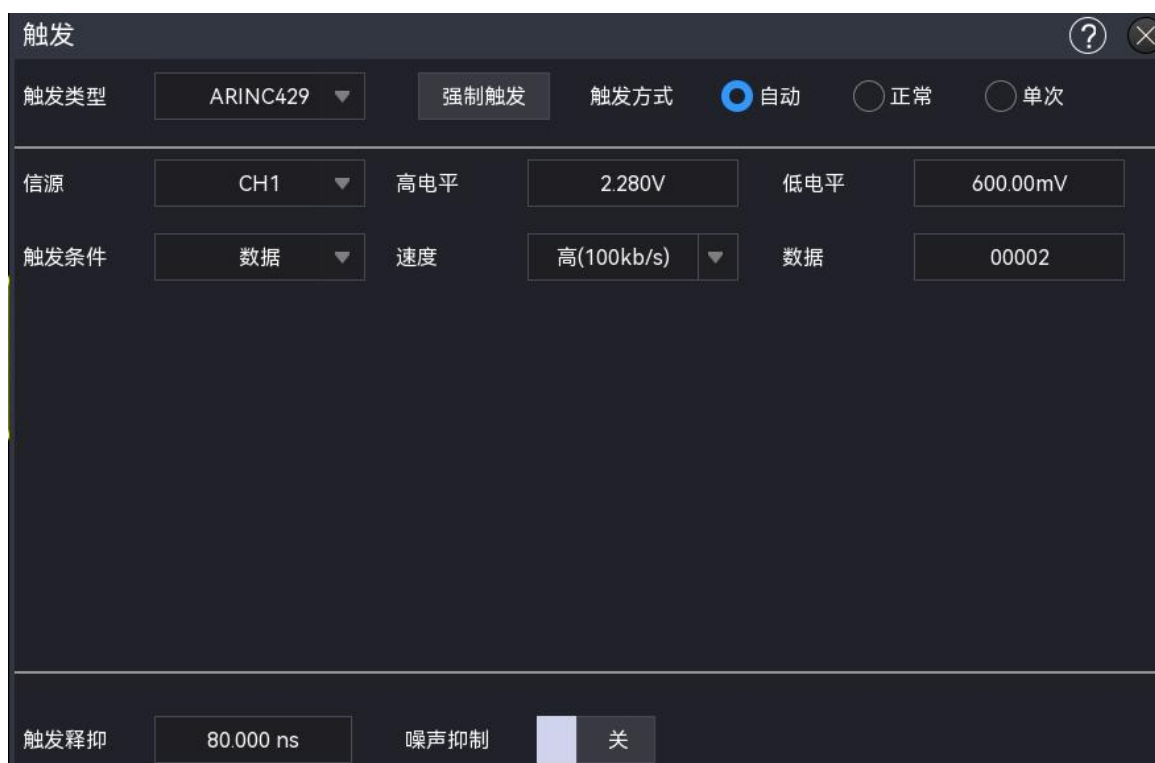 触发 ?
触发类型 ARINC429 强制触发 触发方式 自动 正常 单次
信源 CH1 高电平 2.280V 低电平 600.00mV
触发条件 数据 速度 高(100kb/s) 数据 00002
触发释抑 80.000 ns 噪声抑制 关